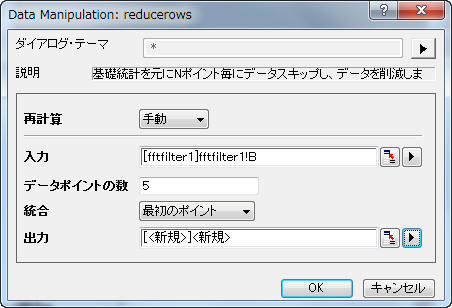 Data Manipulation: reducerows
ダイアログ・テーマ *
説明 基礎統計を元にNポイント毎にデータスキップし、データを削減しま
再計算 手動
入力 [fftfilter1]fftfilter1!B
データポイントの数 5
統合 最初のポイント
出力 [<新規>]<新規>
OK キャンセル